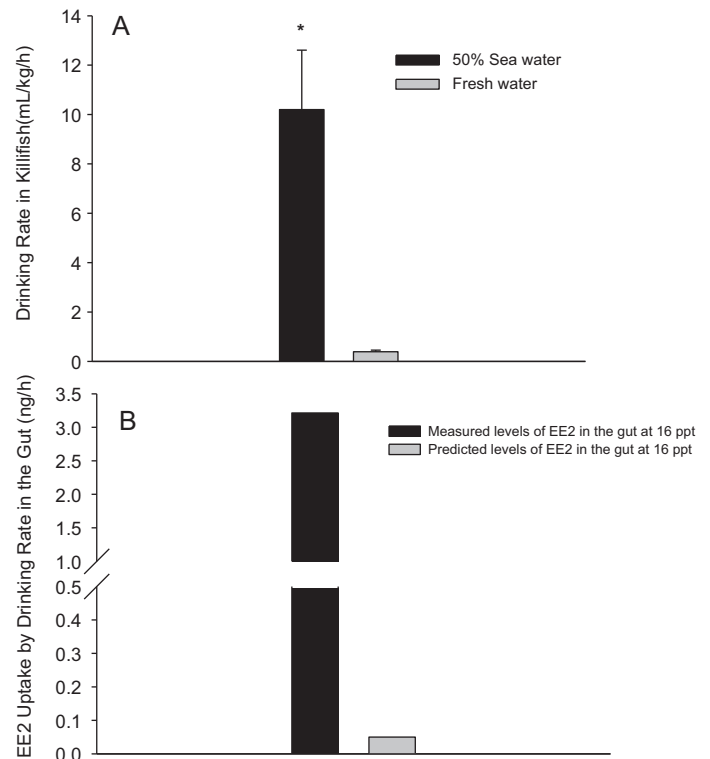 14
A
*
12
10
8
6
4
2
0
Drinking Rate in Killifish(mL/kg/h)
50% Sea water
Fresh water
3.5
B
3.0
2.5
2.0
1.5
1.0
0.5
0.4
0.3
0.2
0.1
0.0
EE2 Uptake by Drinking Rate in the Gut (ng/h)
Measured levels of EE2 in the gut at 16 ppt
Predicted levels of EE2 in the gut at 16 ppt